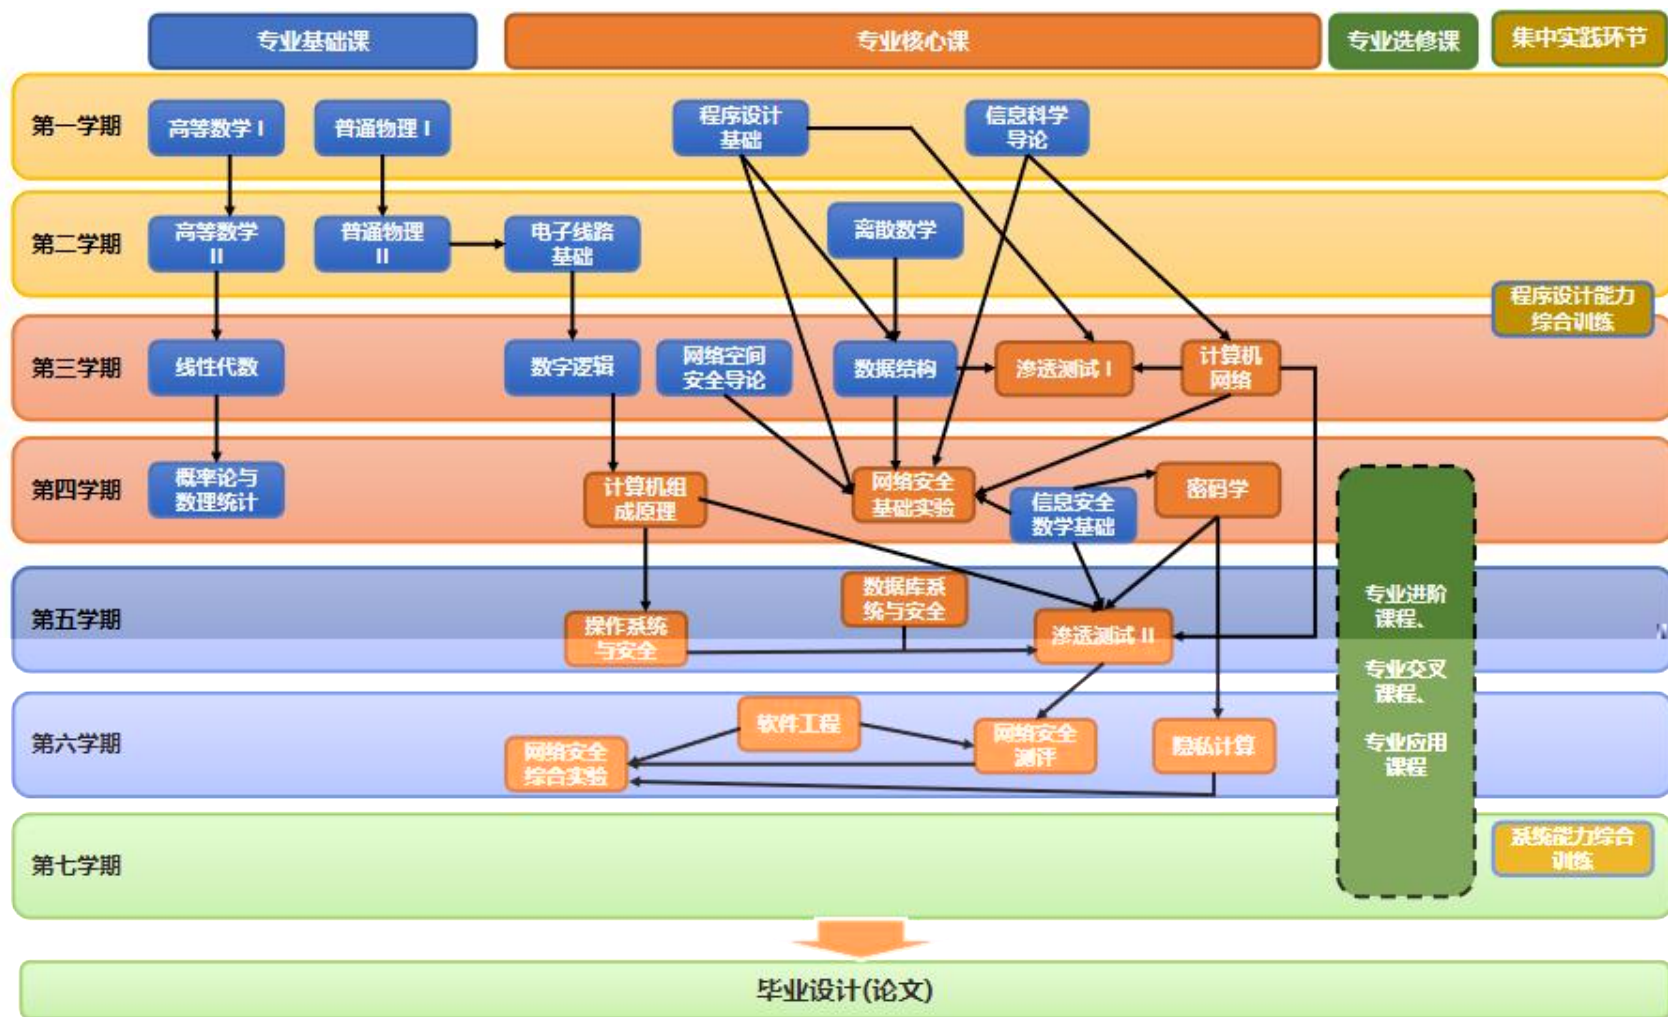 专业基础课
专业核心课
专业选修课
集中实践环节
第一学期
高等数学 I
普通物理 I
程序设计
基础
信息科学
导论
第二学期
高等数学
II
普通物理
II
电子线路
基础
离散数学
程序设计能力
综合训练
第三学期
线性代数
数字逻辑
网络空间
安全导论
数据结构
渗透测试 I
计算机
网络
第四学期
概率论与
数理统计
计算机组
成原理
网络安全
基础实验
信息安全
数学基础
密码学
第五学期
操作系统
与安全
数据库系
统与安全
渗透测试 II
专业进阶
课程、
专业交叉
课程、
专业应用
课程
第六学期
网络安全
综合实验
软件工程
网络安全
测评
隐私计算
第七学期
系统能力综合
训练
毕业设计(论文)